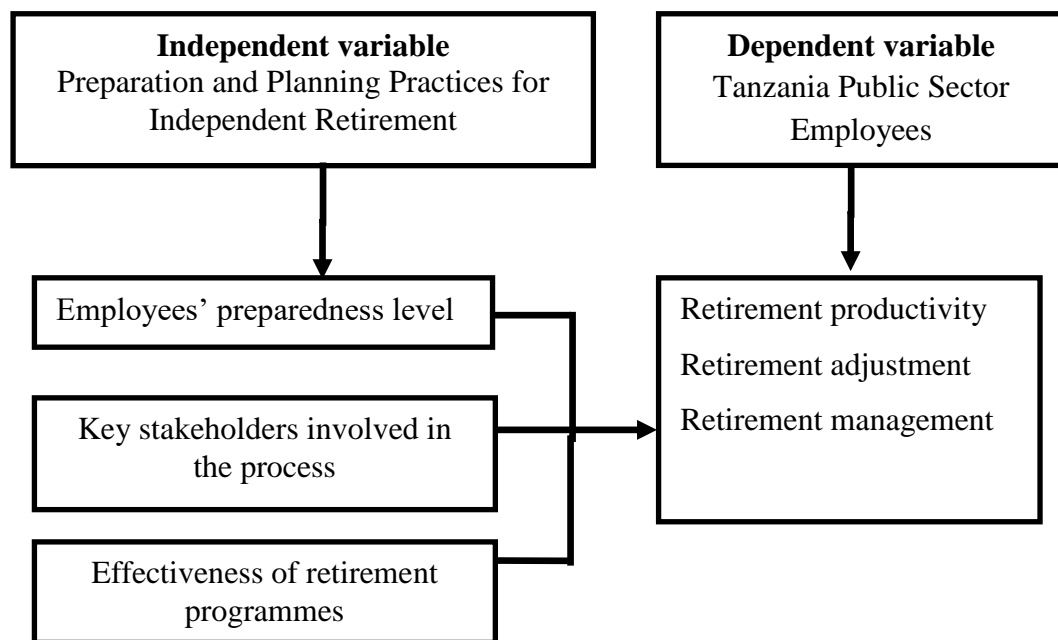 Independent variable
Preparation and Planning Practices for
Independent Retirement
Dependent variable
Tanzania Public Sector
Employees
Employees’ preparedness level
Key stakeholders involved in
the process
Effectiveness of retirement
programmes
Retirement productivity
Retirement adjustment
Retirement management